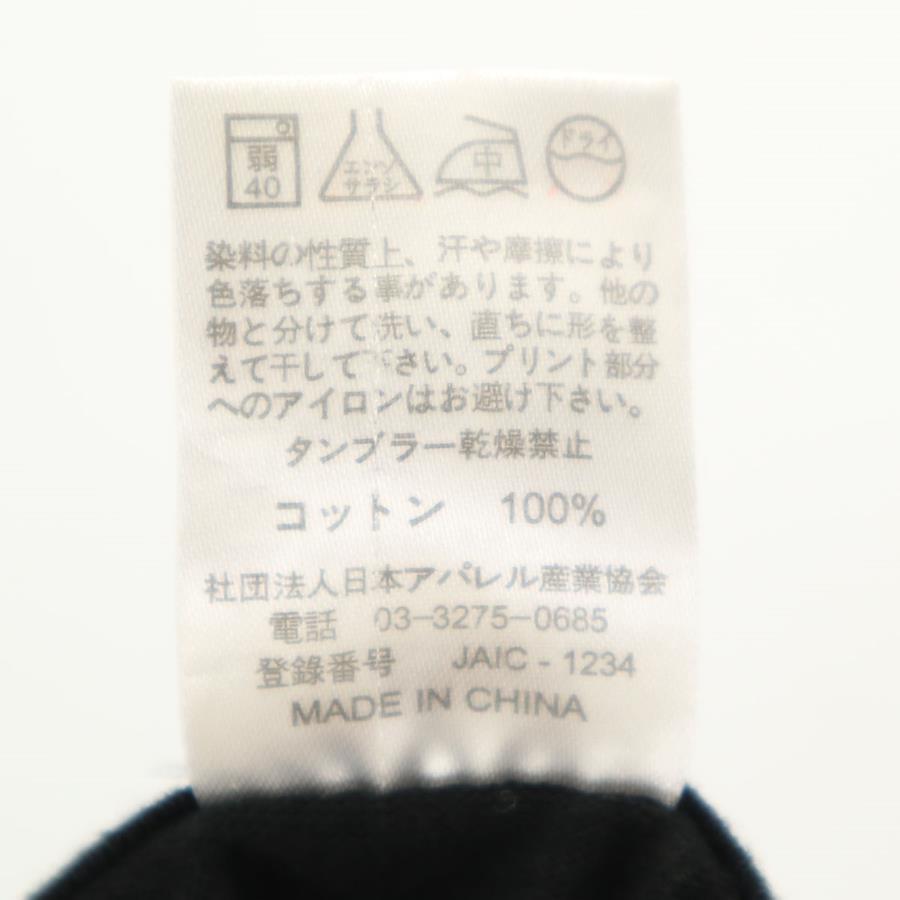 弱
40
エンソ
サラシ
中
ドライ
染料の性質上、汗や摩擦により
色落ちする事があります。他の
物と分けて洗い、直ちに形を整
えて干して下さい。プリント部分
へのアイロンはお避け下さい。
タンブラー乾燥禁止
コットン 100%
社団法人日本アパレル産業協会
電話 03-3275-0685
登録番号 JAIC - 1234
MADE IN CHINA